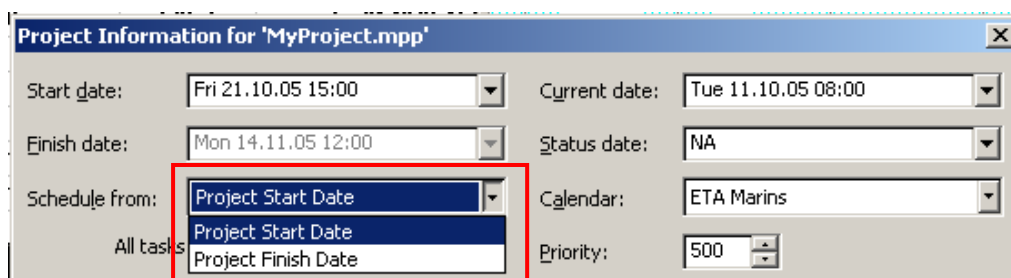 Project Information for 'MyProject.mpp'
Start date: Fri 21.10.05 15:00 Current date: Tue 11.10.05 08:00
Finish date: Mon 14.11.05 12:00 Status date: NA
Schedule from: Project Start Date Calendar: ETA Marins
Project Start Date
All tasks Project Finish Date Priority: 500